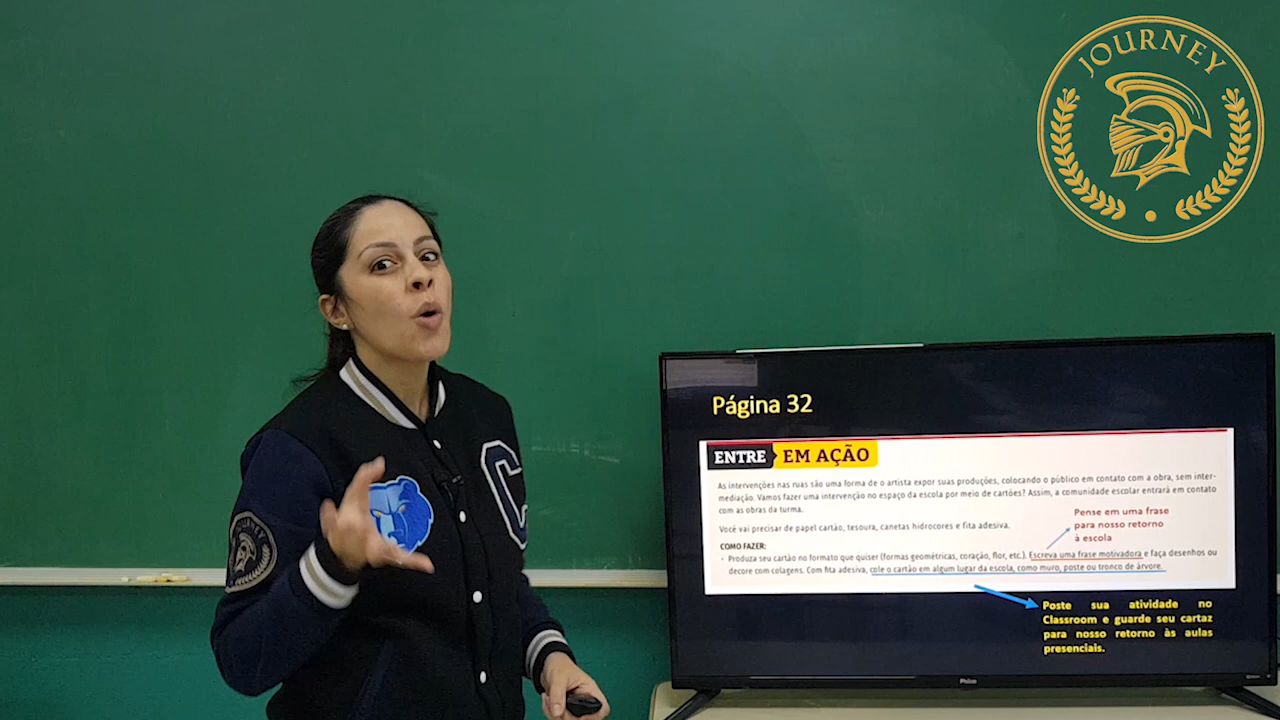 JOURNEY
Página 32
ENTRE EM AÇÃO
As intervenções nas ruas são uma forma de o artista expor suas produções, colocando o público em contato com a obra, sem inter-
mediação. Vamos fazer uma intervenção no espaço da escola por meio de cartões? Assim, a comunidade escolar entrará em contato
com as obras da turma.
Você vai precisar de papel cartão, tesoura, canetas hidrocores e fita adesiva.
Pense em uma frase
para nosso retorno
à escola
COMO FAZER:
• Produza seu cartão no formato que quiser (formas geométricas, coração, flor, etc.). Escreva uma frase motivadora e faça desenhos ou
decore com colagens. Com fita adesiva, cole o cartão em algum lugar da escola, como muro, poste ou tronco de árvore.
Poste sua atividade no
Classroom e guarde seu cartaz
para nosso retorno às aulas
presenciais.
Philco
C
JOURNEY